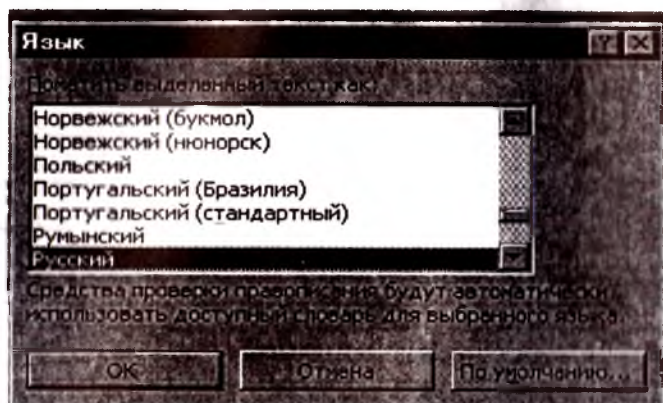 Язык
Пометить выделенный текст как:
Норвежский (букмол)
Норвежский (нюнорск)
Польский
Португальский (Бразилия)
Португальский (стандартный)
Румынский
Русский
Средства проверки правописания будут автоматически
использовать доступный словарь для выбранного языка.
ОК
Отмена
По умолчанию...